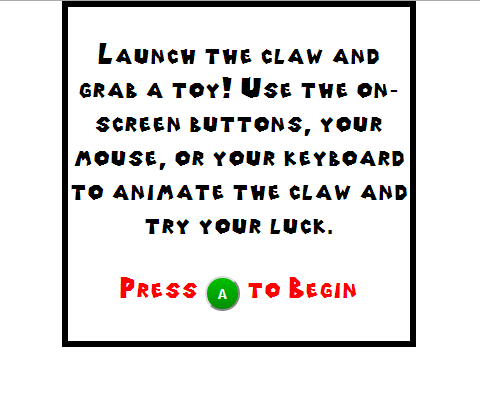 Launch the claw and
grab a toy! Use the on-
screen buttons, your
mouse, or your keyboard
to animate the claw and
try your luck.
Press A to Begin